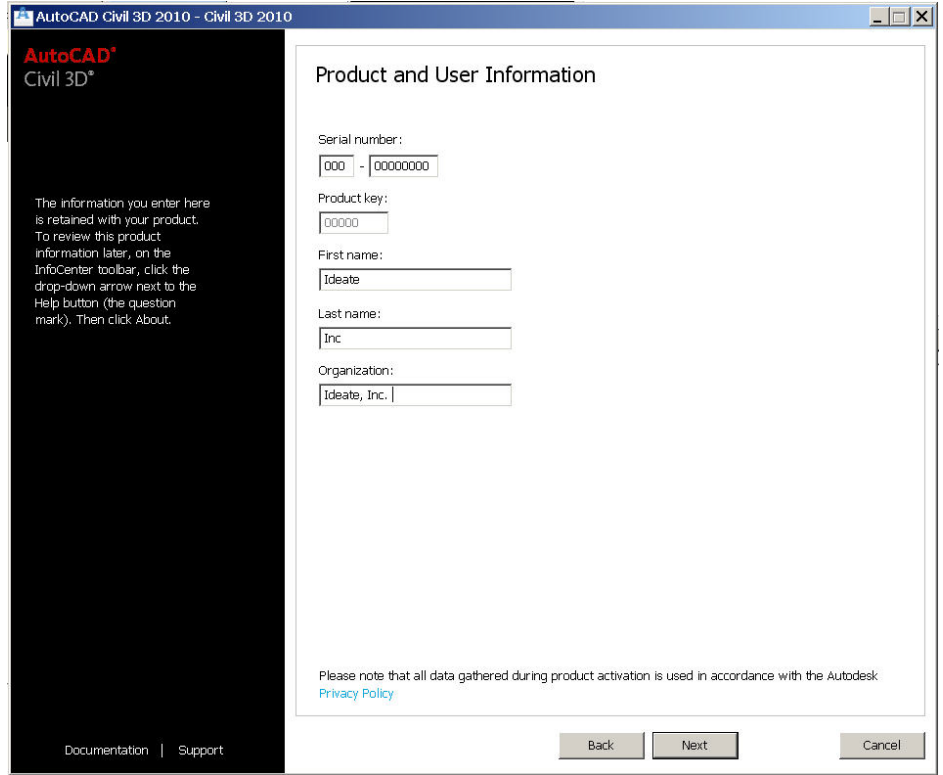 AutoCAD Civil 3D 2010 - Civil 3D 2010
AutoCAD®
Civil 3D®
The information you enter here
is retained with your product.
To review this product
information later, on the
InfoCenter toolbar, click the
drop-down arrow next to the
Help button (the question
mark). Then click About.
Documentation | Support
Product and User Information
Serial number:
000 - 00000000
Product key:
00000
First name:
Ideate
Last name:
Inc
Organization:
Ideate, Inc.
Please note that all data gathered during product activation is used in accordance with the Autodesk
Privacy Policy
Back Next Cancel